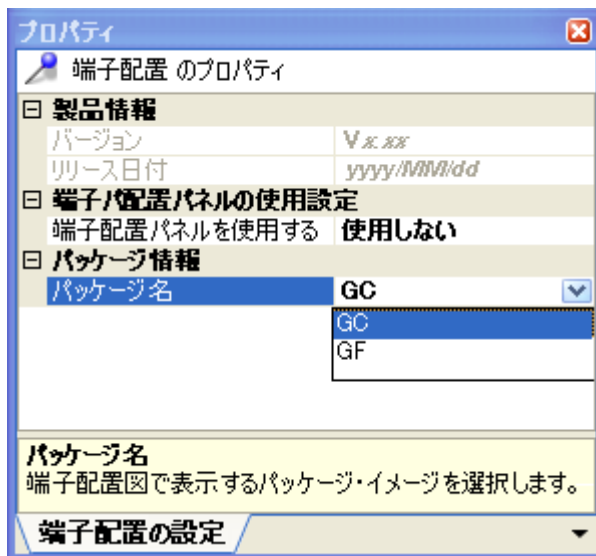 プロパティ
端子配置 のプロパティ
製品情報
バージョン Vx.xx
リリース日付 yyyy/MM/dd
端子パ配置パネルの使用設定
端子配置パネルを使用する 使用しない
パッケージ情報
パッケージ名 GC
GC
GF
パッケージ名
端子配置図で表示するパッケージ・イメージを選択します。
端子配置の設定